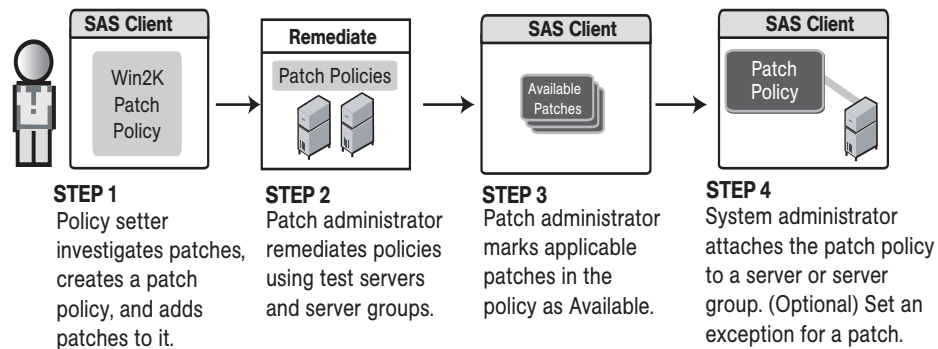 SAS Client
Win2K
Patch
Policy
STEP 1
Policy setter
investigates patches,
creates a patch
policy, and adds
patches to it.
Remediate
Patch Policies
STEP 2
Patch administrator
remediates policies
using test servers
and server groups.
SAS Client
Available
Patches
STEP 3
Patch administrator
marks applicable
patches in the
policy as Available.
SAS Client
Patch
Policy
STEP 4
System administrator
attaches the patch policy
to a server or server
group. (Optional) Set an
exception for a patch.